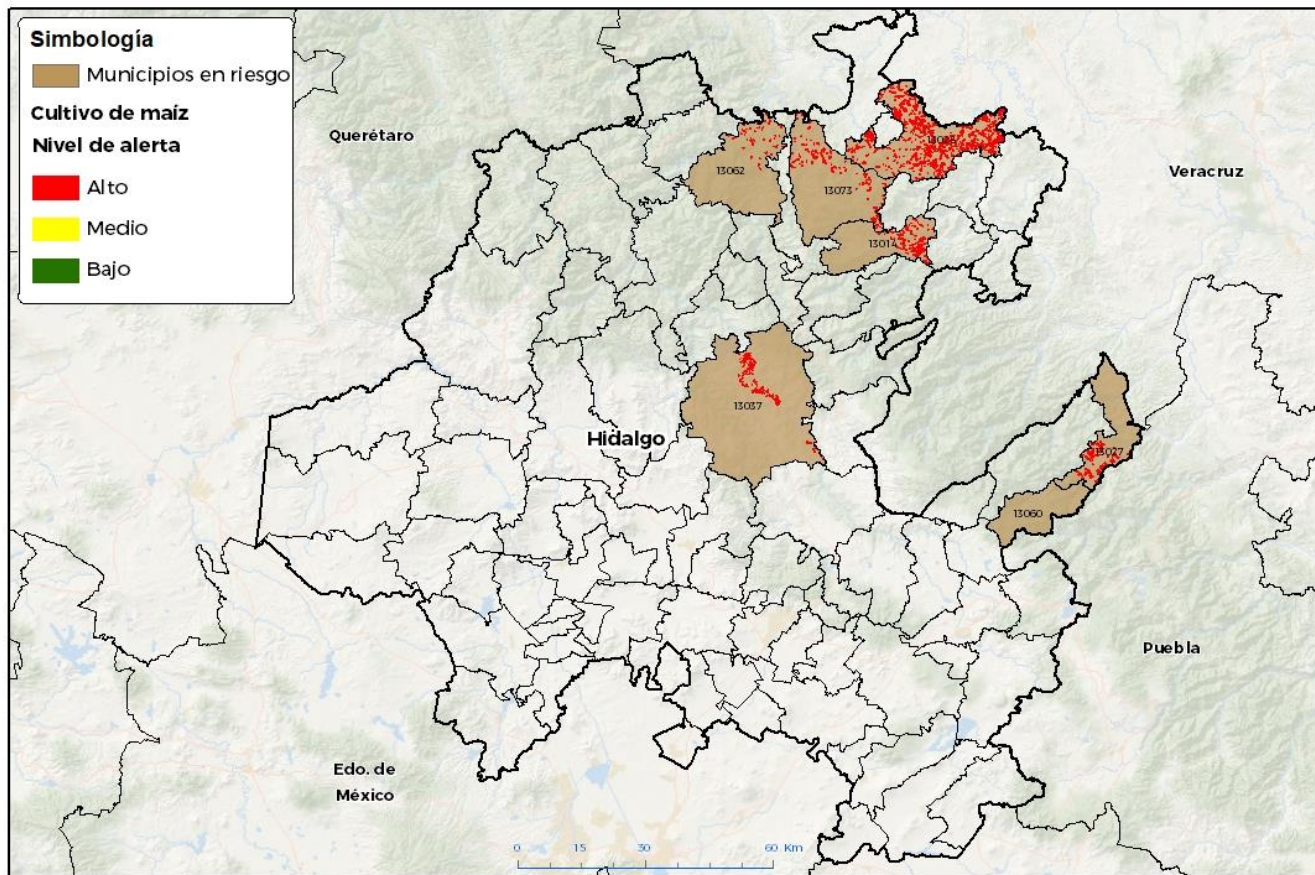 Simbología
Municipios en riesgo
Cultivo de maíz
Nivel de alerta
Alto
Medio
Bajo
Querétaro
Veracruz
13062
13073
13014
13037
Hidalgo
13027
13060
Puebla
Edo. de
México
0 15 30 60 Km